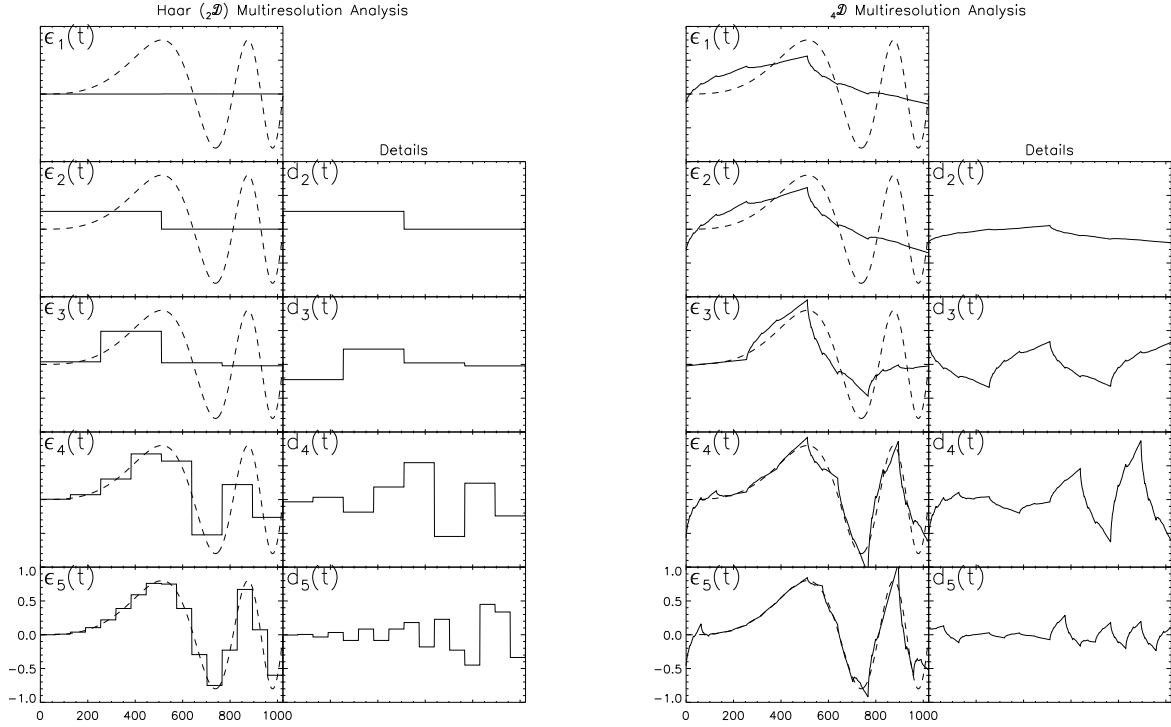 Haar (₂𝒟) Multiresolution Analysis
₄𝒟 Multiresolution Analysis
ϵ₁(t)
ϵ₁(t)
Details
Details
ϵ₂(t)
d₂(t)
ϵ₂(t)
d₂(t)
ϵ₃(t)
d₃(t)
ϵ₃(t)
d₃(t)
ϵ₄(t)
d₄(t)
ϵ₄(t)
d₄(t)
ϵ₅(t)
d₅(t)
ϵ₅(t)
d₅(t)
1.0
0.5
0.0
−0.5
−1.0
1.0
0.5
0.0
−0.5
−1.0
0 200 400 600 800 1000
0 200 400 600 800 1000